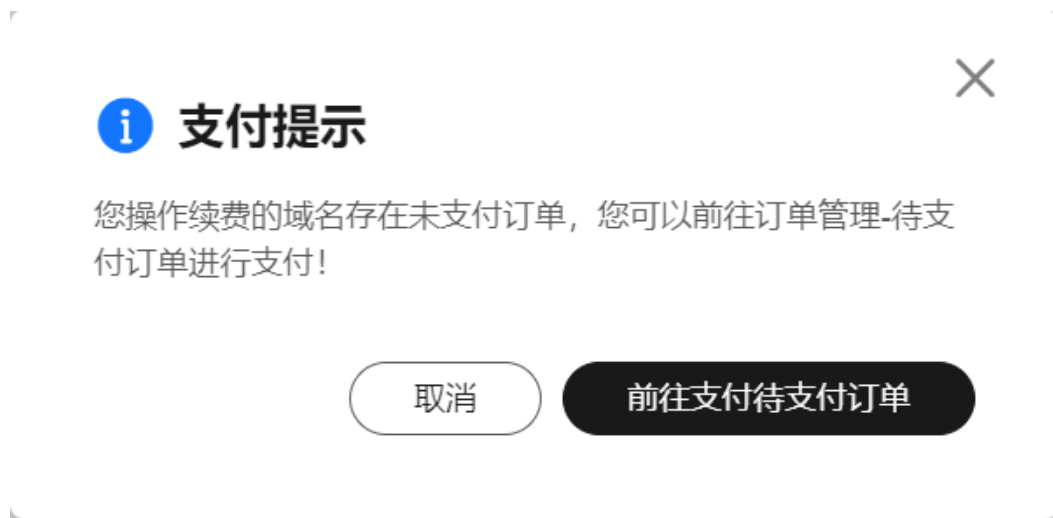 支付提示
您操作续费的域名存在未支付订单，您可以前往订单管理-待支
付订单进行支付！
取消
前往支付待支付订单